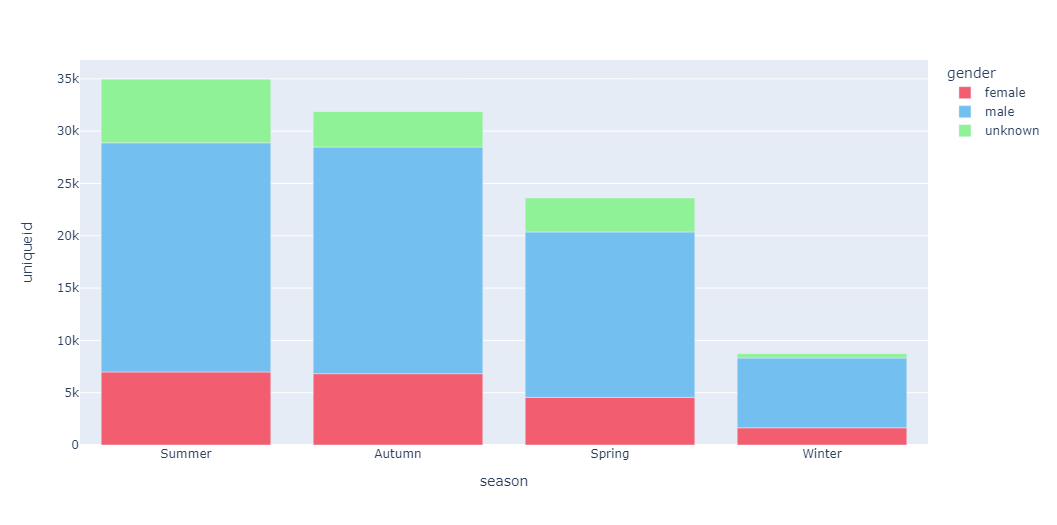 gender
female
male
unknown
uniqueid
35k
30k
25k
20k
15k
10k
5k
0
Summer Autumn Spring Winter
season